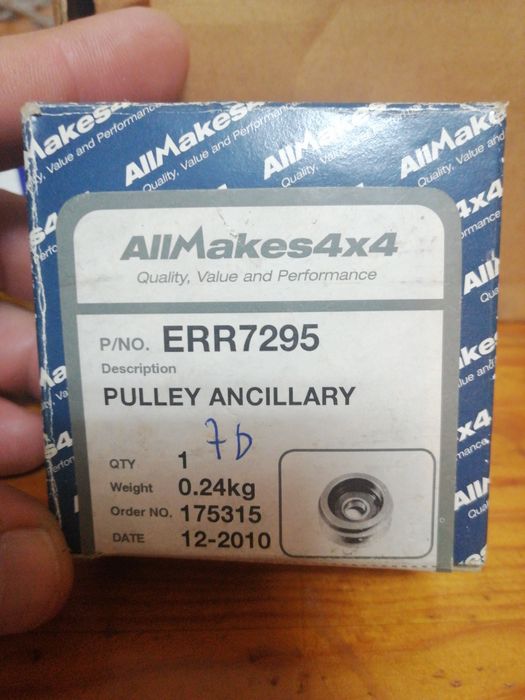 AllMakes4x4
Quality, Value and Performance
P/NO. ERR7295
Description
PULLEY ANCILLARY
7b
QTY 1
Weight 0.24kg
Order NO. 175315
DATE 12-2010